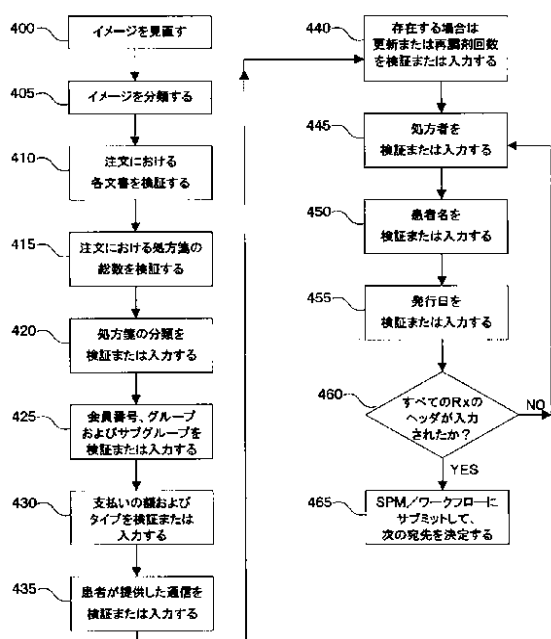 400
イメージを見直す
405
イメージを分類する
410
注文における
各文書を検証する
415
注文における処方箋の
総数を検証する
420
処方箋の分類を
検証または入力する
425
会員番号、グループ
およびサブグループを
検証または入力する
430
支払いの額および
タイプを検証または
入力する
435
患者が提供した通信を
検証または入力する
440
存在する場合は
更新または再調剤回数
を検証または入力する
445
処方者を
検証または入力する
450
患者名を
検証または入力する
455
発行日を
検証または入力する
460
すべてのRxの
ヘッダが入力
されたか？
NO
YES
465
SPM／ワークフローに
サブミットして、
次の宛先を決定する